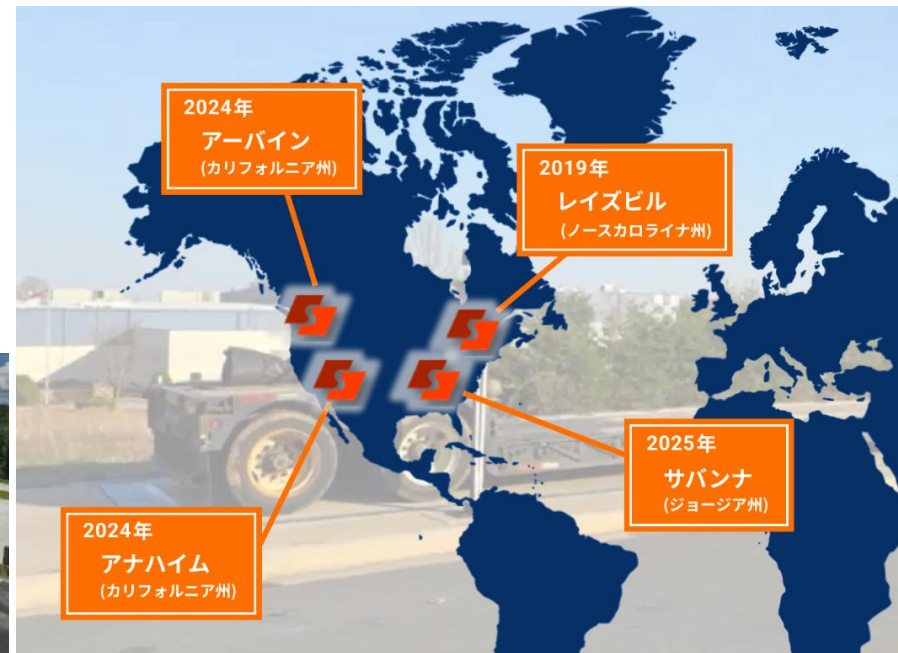 2024年
アーバイン
(カリフォルニア州)
2019年
レイズビル
(ノースカロライナ州)
2025年
サバンナ
(ジョージア州)
2024年
アナハイム
(カリフォルニア州)